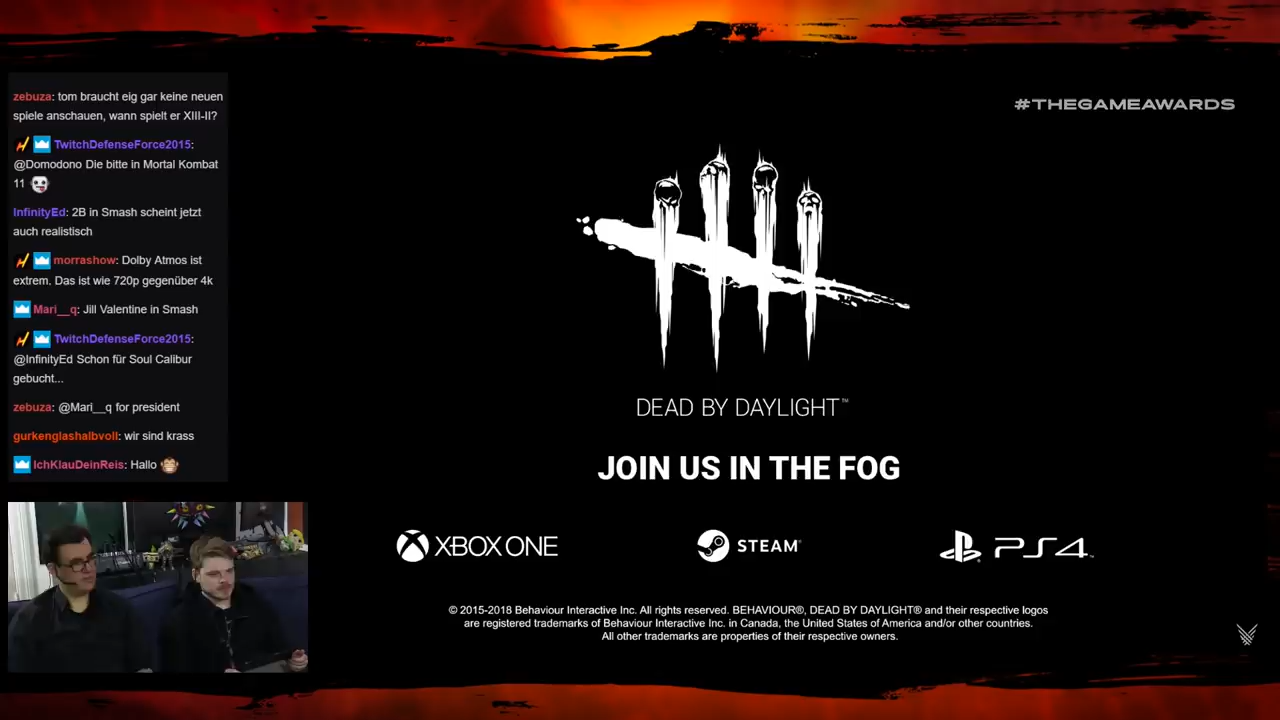 zebuza: tom braucht eig gar keine neuen
spiele anschauen, wann spielt er XIII-II?
TwitchDefenseForce2015:
@Domodono Die bitte in Mortal Kombat
11
InfinityEd: 2B in Smash scheint jetzt
auch realistisch
morrashow: Dolby Atmos ist
extrem. Das ist wie 720p gegenüber 4k
Mari__q: Jill Valentine in Smash
TwitchDefenseForce2015:
@InfinityEd Schon für Soul Calibur
gebucht...
zebuza: @Mari__q for president
gurkenglashalbvoll: wir sind krass
IchKlauDeinReis: Hallo
#THEGAMEAWARDS
DEAD BY DAYLIGHT™
JOIN US IN THE FOG
XBOX ONE
STEAM®
PS4™
© 2015-2018 Behaviour Interactive Inc. All rights reserved. BEHAVIOUR®, DEAD BY DAYLIGHT® and their respective logos
are registered trademarks of Behaviour Interactive Inc. in Canada, the United States of America and/or other countries.
All other trademarks are properties of their respective owners.